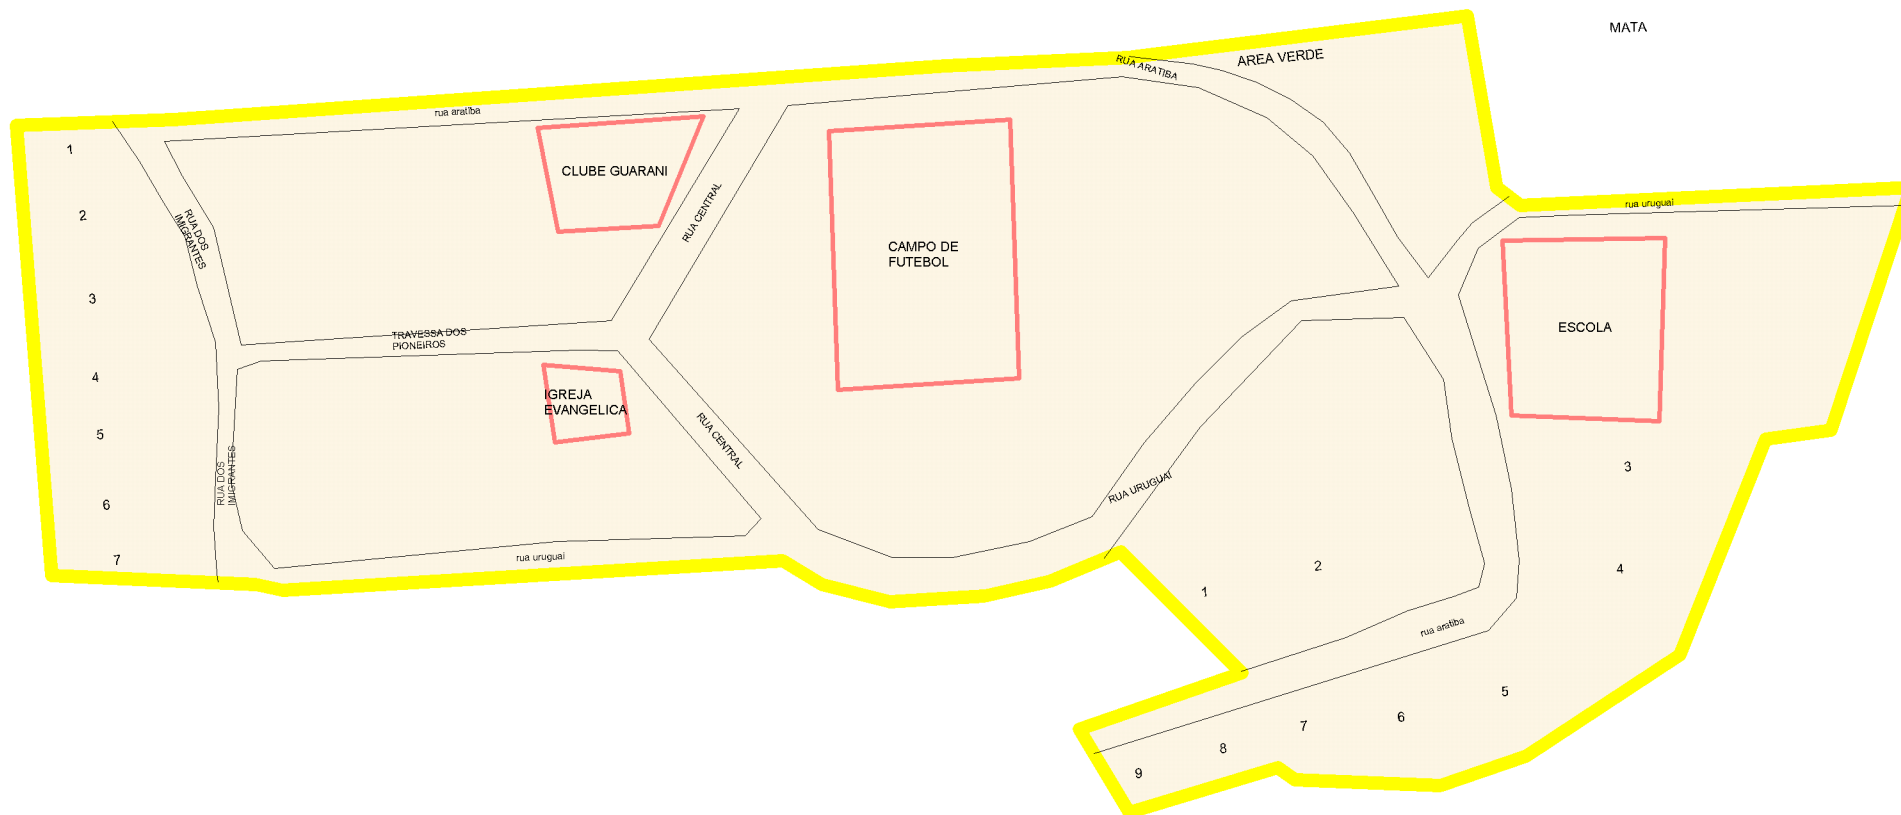 MATA
AREA VERDE
RUA ARATIBA
rua aratiba
1
CLUBE GUARANI
2
RUA DOS
IMIGRANTES
RUA CENTRAL
rua uruguai
CAMPO DE
FUTEBOL
3
ESCOLA
TRAVESSA DOS
PIONEIROS
4
IGREJA
EVANGELICA
5
RUA CENTRAL
3
RUA DOS
IMIGRANTES
6
RUA URUGUAI
7
rua uruguai
1
2
4
rua aratiba
5
6
7
8
9